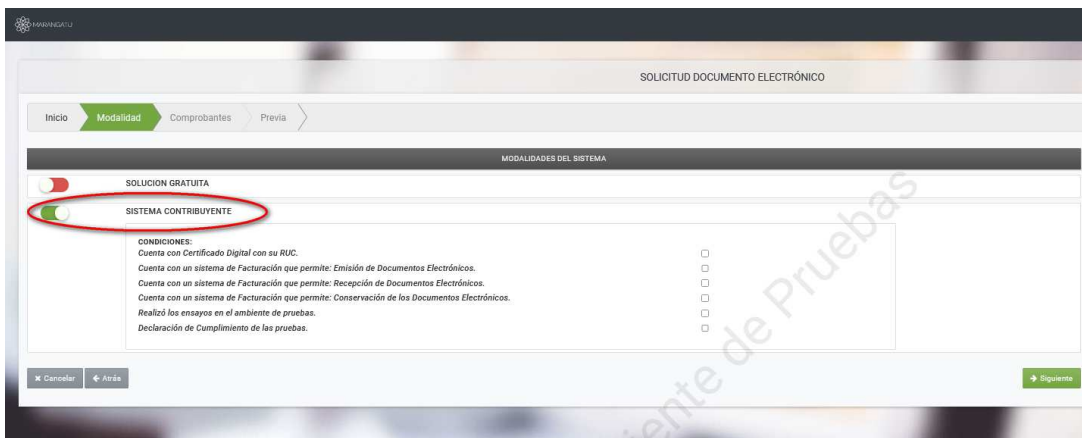 MARANGATU
SOLICITUD DOCUMENTO ELECTRÓNICO
Inicio Modalidad Comprobantes Previa
MODALIDADES DEL SISTEMA
SOLUCION GRATUITA
SISTEMA CONTRIBUYENTE
CONDICIONES:
Cuenta con Certificado Digital con su RUC.
Cuenta con un sistema de Facturación que permite: Emisión de Documentos Electrónicos.
Cuenta con un sistema de Facturación que permite: Recepción de Documentos Electrónicos.
Cuenta con un sistema de Facturación que permite: Conservación de los Documentos Electrónicos.
Realizó los ensayos en el ambiente de pruebas.
Declaración de Cumplimiento de las pruebas.
Cancelar Atrás Siguiente
iente de Pruebas